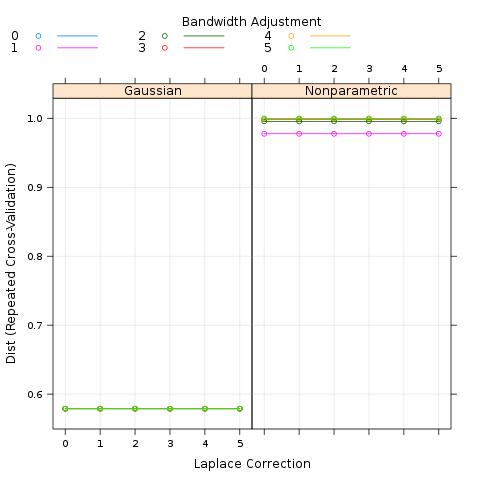 Bandwidth Adjustment
0 2 4
1 3 5
0 1 2 3 4 5
Gaussian Nonparametric
1.0
0.9
0.8
0.7
0.6
Dist (Repeated Cross-Validation)
0 1 2 3 4 5
Laplace Correction